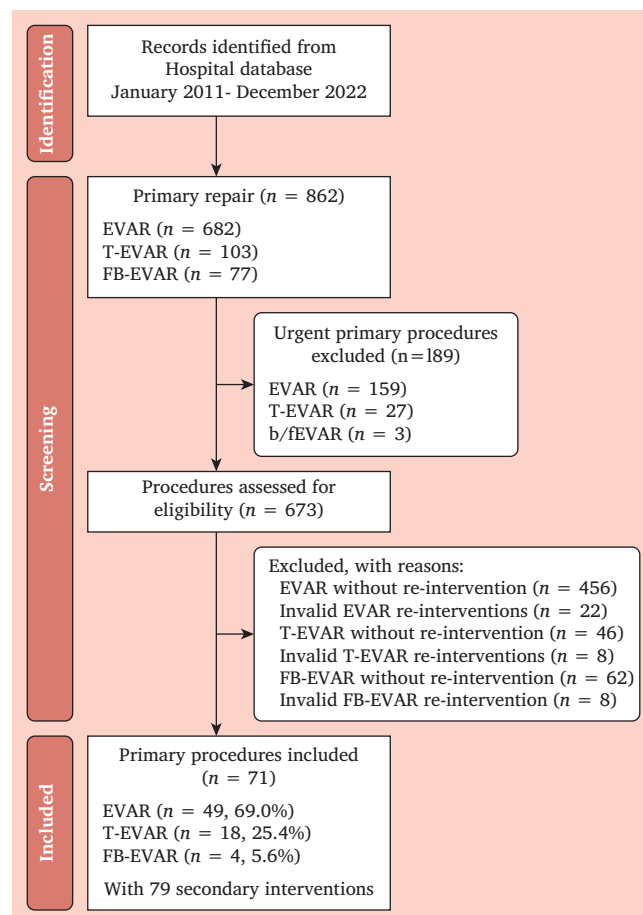 Identification
Records identified from
Hospital database
January 2011- December 2022
Screening
Primary repair (n = 862)
EVAR (n = 682)
T-EVAR (n = 103)
FB-EVAR (n = 77)
Urgent primary procedures
excluded (n=l89)
EVAR (n = 159)
T-EVAR (n = 27)
b/fEVAR (n = 3)
Procedures assessed for
eligibility (n = 673)
Excluded, with reasons:
EVAR without re-intervention (n = 456)
Invalid EVAR re-interventions (n = 22)
T-EVAR without re-intervention (n = 46)
Invalid T-EVAR re-interventions (n = 8)
FB-EVAR without re-intervention (n = 62)
Invalid FB-EVAR re-intervention (n = 8)
Included
Primary procedures included
(n = 71)
EVAR (n = 49, 69.0%)
T-EVAR (n = 18, 25.4%)
FB-EVAR (n = 4, 5.6%)
With 79 secondary interventions